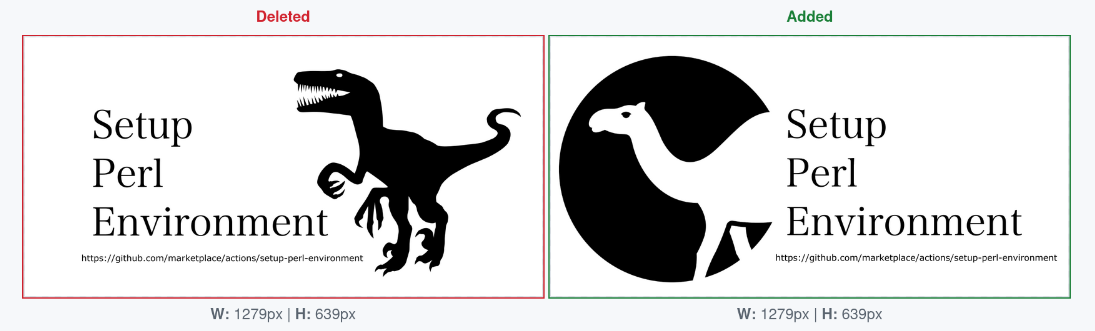 Deleted
Setup
Perl
Environment
https://github.com/marketplace/actions/setup-perl-environment
W: 1279px | H: 639px
Added
Setup
Perl
Environment
https://github.com/marketplace/actions/setup-perl-environment
W: 1279px | H: 639px